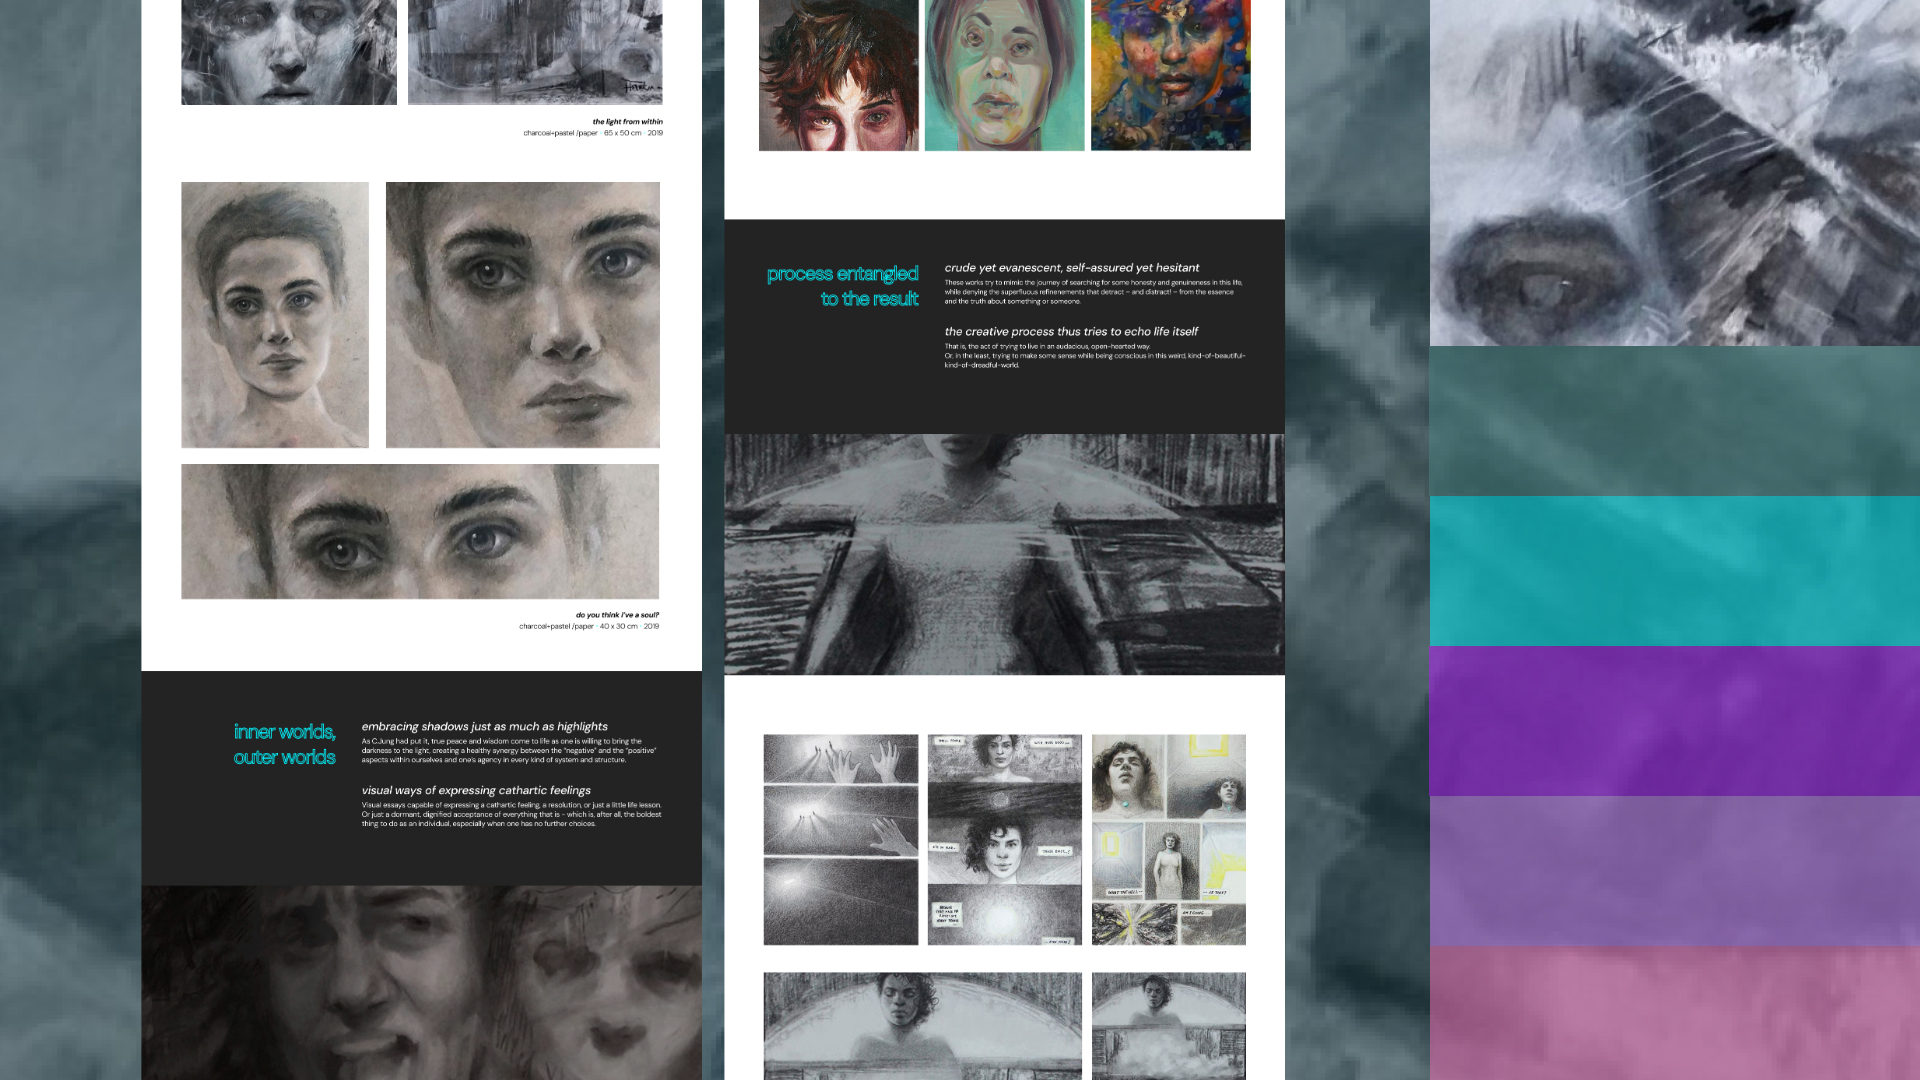 the light from within
charcoal+pastel /paper · 65 x 50 cm · 2019
do you think i've a soul?
charcoal+pastel /paper · 40 x 30 cm · 2019
inner worlds,
outer worlds
embracing shadows just as much as highlights
As C.Jung had put it, true peace and wisdom come to life as one is willing to bring the
darkness to the light, creating a healthy synergy between the "negative" and the "positive"
aspects within ourselves and one's agency in every kind of system and structure.
visual ways of expressing cathartic feelings
Visual essays capable of expressing a cathartic feeling, a resolution, or just a little life lesson.
Or just a dormant, dignified acceptance of everything that is - which is, after all, the boldest
thing to do as an individual, especially when one has no further choices.
process entangled
to the result
crude yet evanescent, self-assured yet hesitant
These works try to mimic the journey of searching for some honesty and genuineness in this life,
while denying the superfluous refinenements that detract – and distract! – from the essence
and the truth about something or someone.
the creative process thus tries to echo life itself
That is, the act of trying to live in an audacious, open-hearted way.
Or, in the least, trying to make some sense while being conscious in this weird, kind-of-beautiful-
kind-of-dreadful-world.
WHAT THE HELL